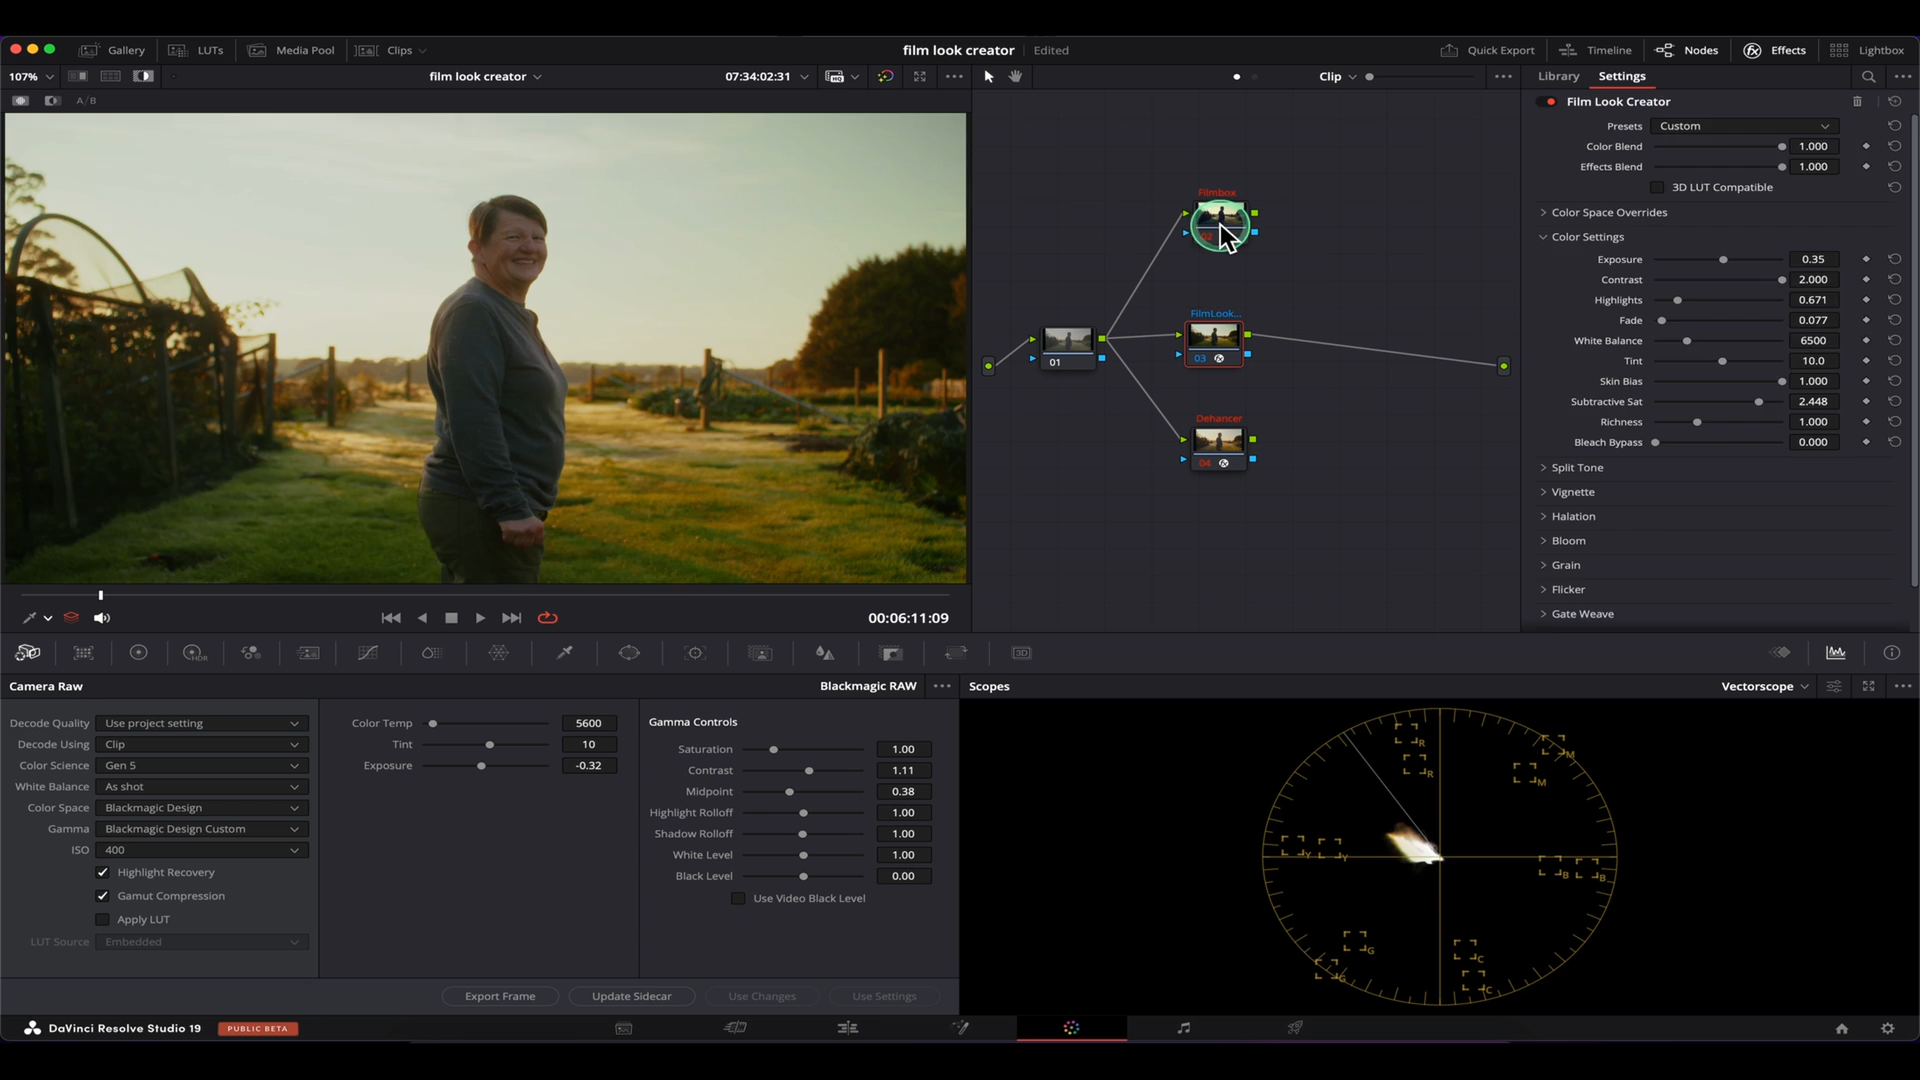 Gallery LUTs Media Pool Clips film look creator Edited Quick Export Timeline Nodes Effects Lightbox
107% film look creator 07:34:02:31 Clip Library Settings
A/B
Film Look Creator
Presets Custom
Color Blend 1.000
Effects Blend 1.000
3D LUT Compatible
Color Space Overrides
Color Settings
Exposure 0.35
Contrast 2.000
Highlights 0.671
Fade 0.077
White Balance 6500
Tint 10.0
Skin Bias 1.000
Subtractive Sat 2.448
Richness 1.000
Bleach Bypass 0.000
Split Tone
Vignette
Halation
Bloom
Grain
Flicker
Gate Weave
Filmbox
02
FilmLook...
03
01
Dehancer
04
00:06:11:09
HDR
3D
Camera Raw Blackmagic RAW
Decode Quality Use project setting
Decode Using Clip
Color Science Gen 5
White Balance As shot
Color Space Blackmagic Design
Gamma Blackmagic Design Custom
ISO 400
Highlight Recovery
Gamut Compression
Apply LUT
LUT Source Embedded
Color Temp 5600
Tint 10
Exposure -0.32
Gamma Controls
Saturation 1.00
Contrast 1.11
Midpoint 0.38
Highlight Rolloff 1.00
Shadow Rolloff 1.00
White Level 1.00
Black Level 0.00
Use Video Black Level
Export Frame Update Sidecar Use Changes Use Settings
Scopes Vectorscope
R
M
R
M
Y Y
B B
G
C
G
C
DaVinci Resolve Studio 19 PUBLIC BETA